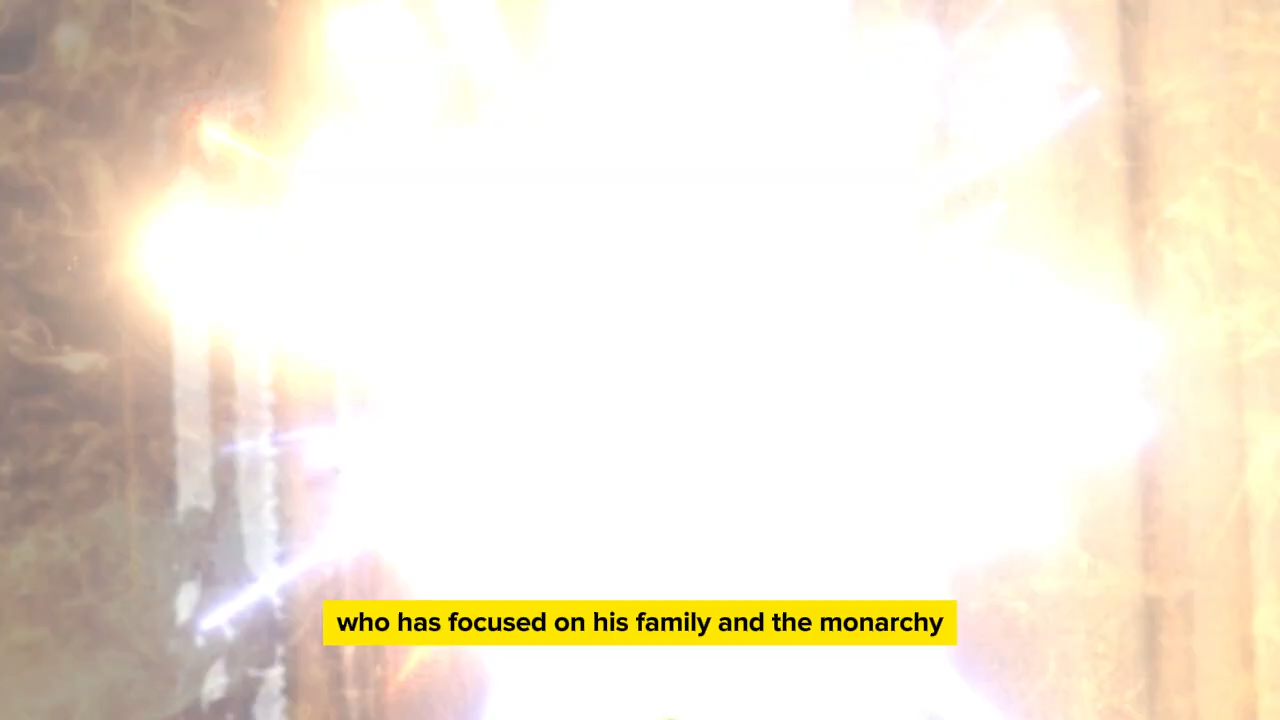 who has focused on his family and the monarchy